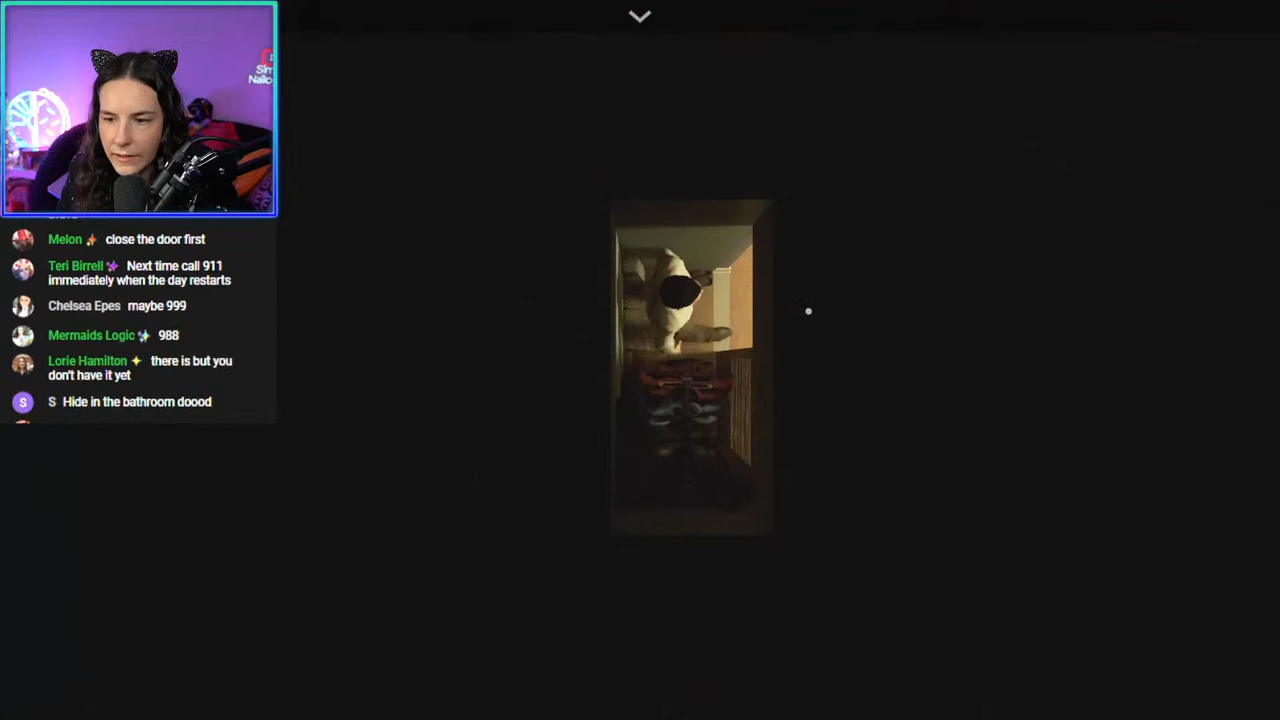 Melon close the door first
Teri Birrell Next time call 911
immediately when the day restarts
Chelsea Epes maybe 999
Mermaids Logic 988
Lorie Hamilton there is but you
don't have it yet
S S Hide in the bathroom doood